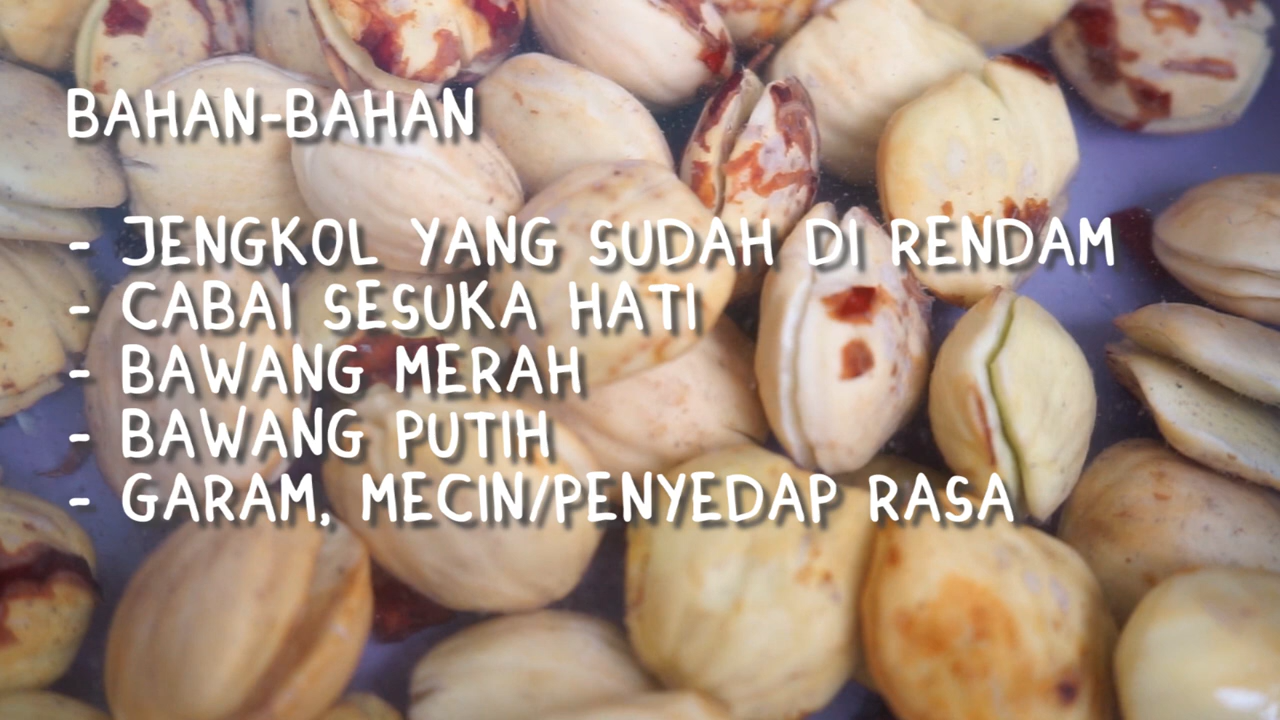 BAHAN-BAHAN
- JENGKOL YANG SUDAH DI RENDAM
- CABAI SESUKA HATI
- BAWANG MERAH
- BAWANG PUTIH
- GARAM, MECIN/PENYEDAP RASA